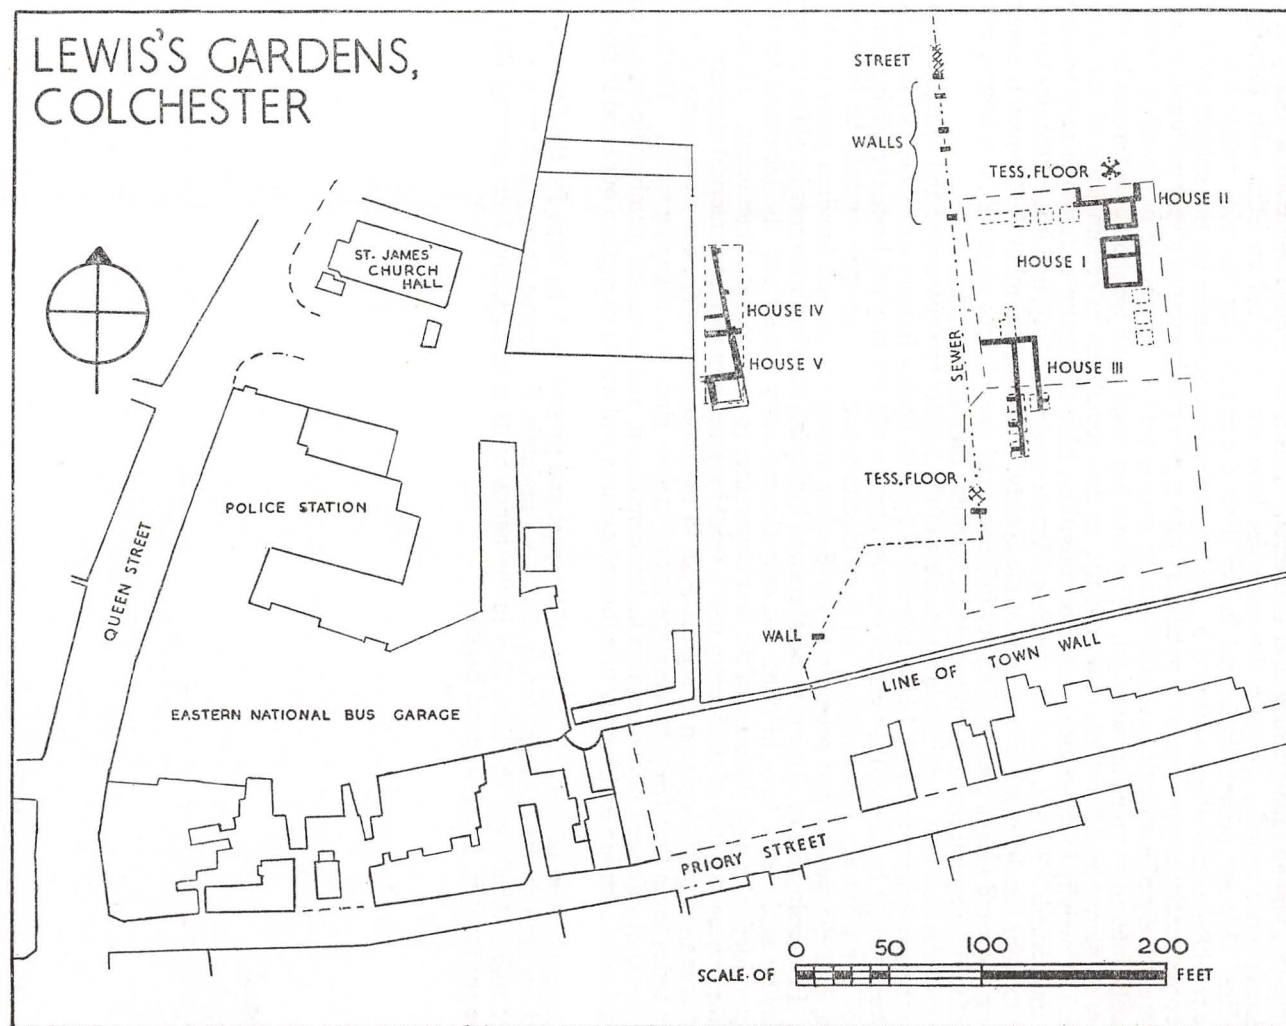 LEWIS'S GARDENS,
COLCHESTER
STREET
WALLS
TESS. FLOOR
HOUSE II
ST. JAMES'
CHURCH
HALL
HOUSE I
HOUSE IV
HOUSE V
SEWER
HOUSE III
TESS. FLOOR
POLICE STATION
QUEEN STREET
WALL
LINE OF TOWN WALL
EASTERN NATIONAL BUS GARAGE
PRIORY STREET
0 50 100 200
SCALE OF FEET